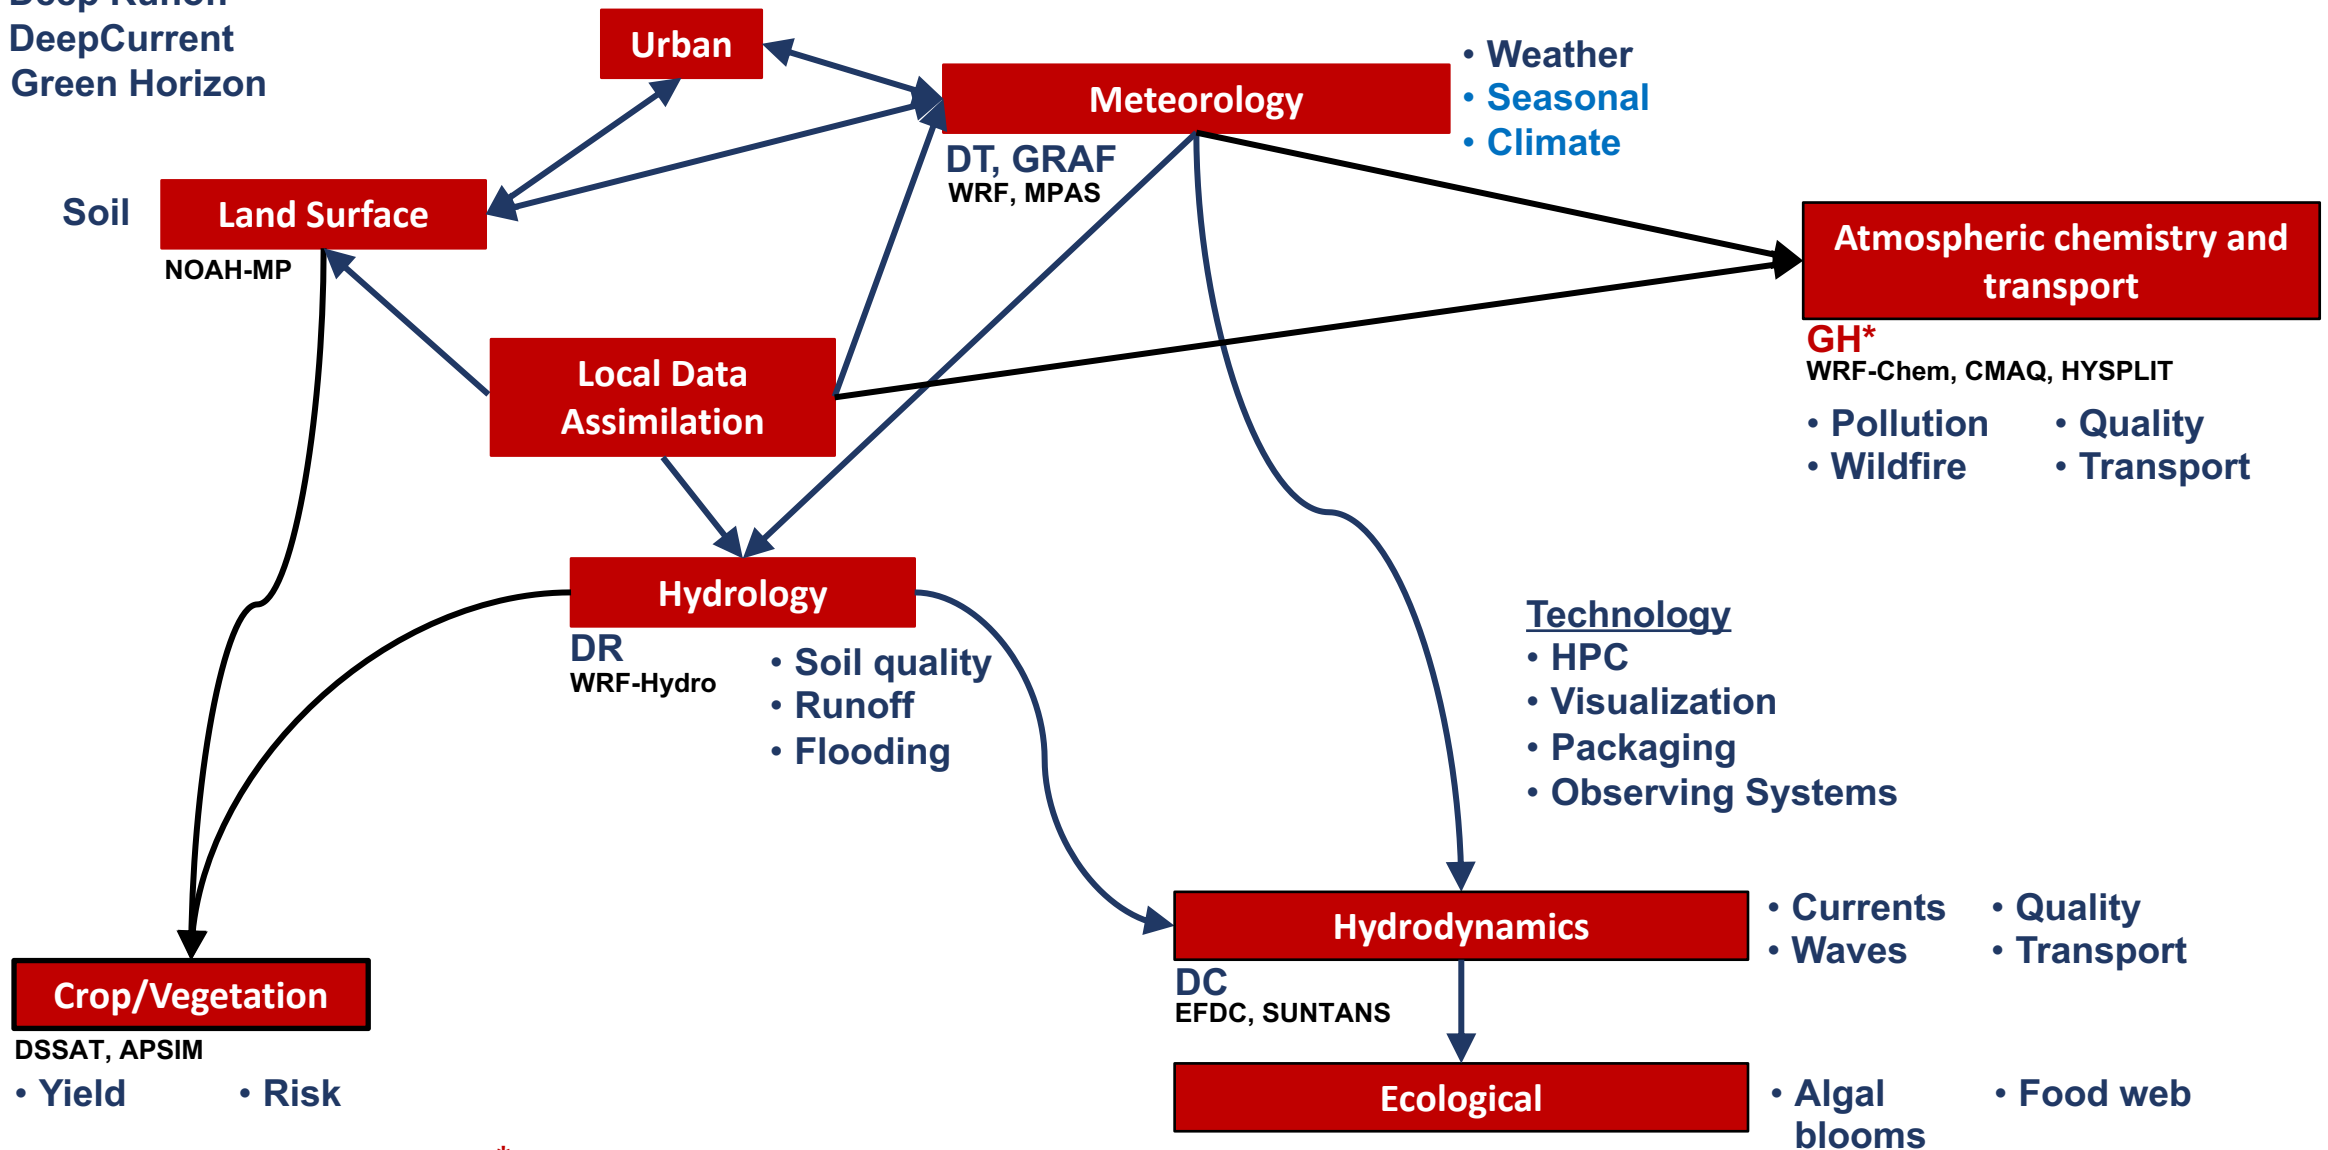 DeepCurrent
Green Horizon
Urban
Meteorology
• Weather
• Seasonal
• Climate
DT, GRAF
WRF, MPAS
Soil
Land Surface
NOAH-MP
Atmospheric chemistry and
transport
GH*
WRF-Chem, CMAQ, HYSPLIT
• Pollution
• Quality
• Wildfire
• Transport
Local Data
Assimilation
Hydrology
DR
WRF-Hydro
• Soil quality
• Runoff
• Flooding
Technology
• HPC
• Visualization
• Packaging
• Observing Systems
Hydrodynamics
• Currents
• Quality
• Waves
• Transport
DC
EFDC, SUNTANS
Crop/Vegetation
DSSAT, APSIM
• Yield
• Risk
Ecological
• Algal
blooms
• Food web
*